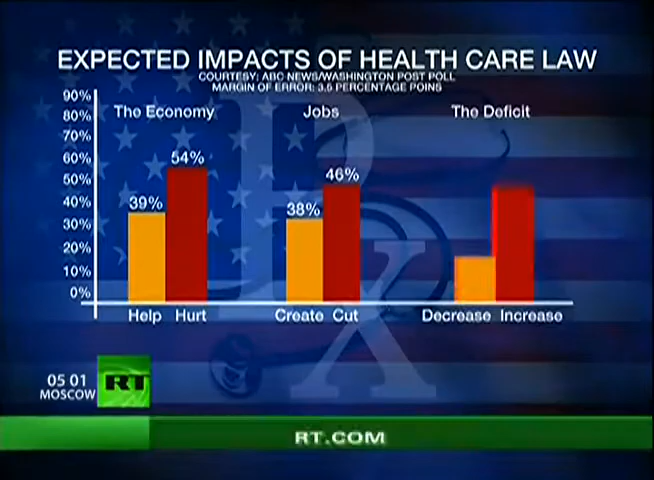 EXPECTED IMPACTS OF HEALTH CARE LAW
COURTESY: ABC NEWS/WASHINGTON POST POLL
MARGIN OF ERROR: 3.5 PERCENTAGE POINS
90%
80%
70%
60%
50%
40%
30%
20%
10%
0%
The Economy
39%
54%
Help Hurt
Jobs
38%
46%
Create Cut
The Deficit
Decrease Increase
05 01
MOSCOW
RT
RT.COM